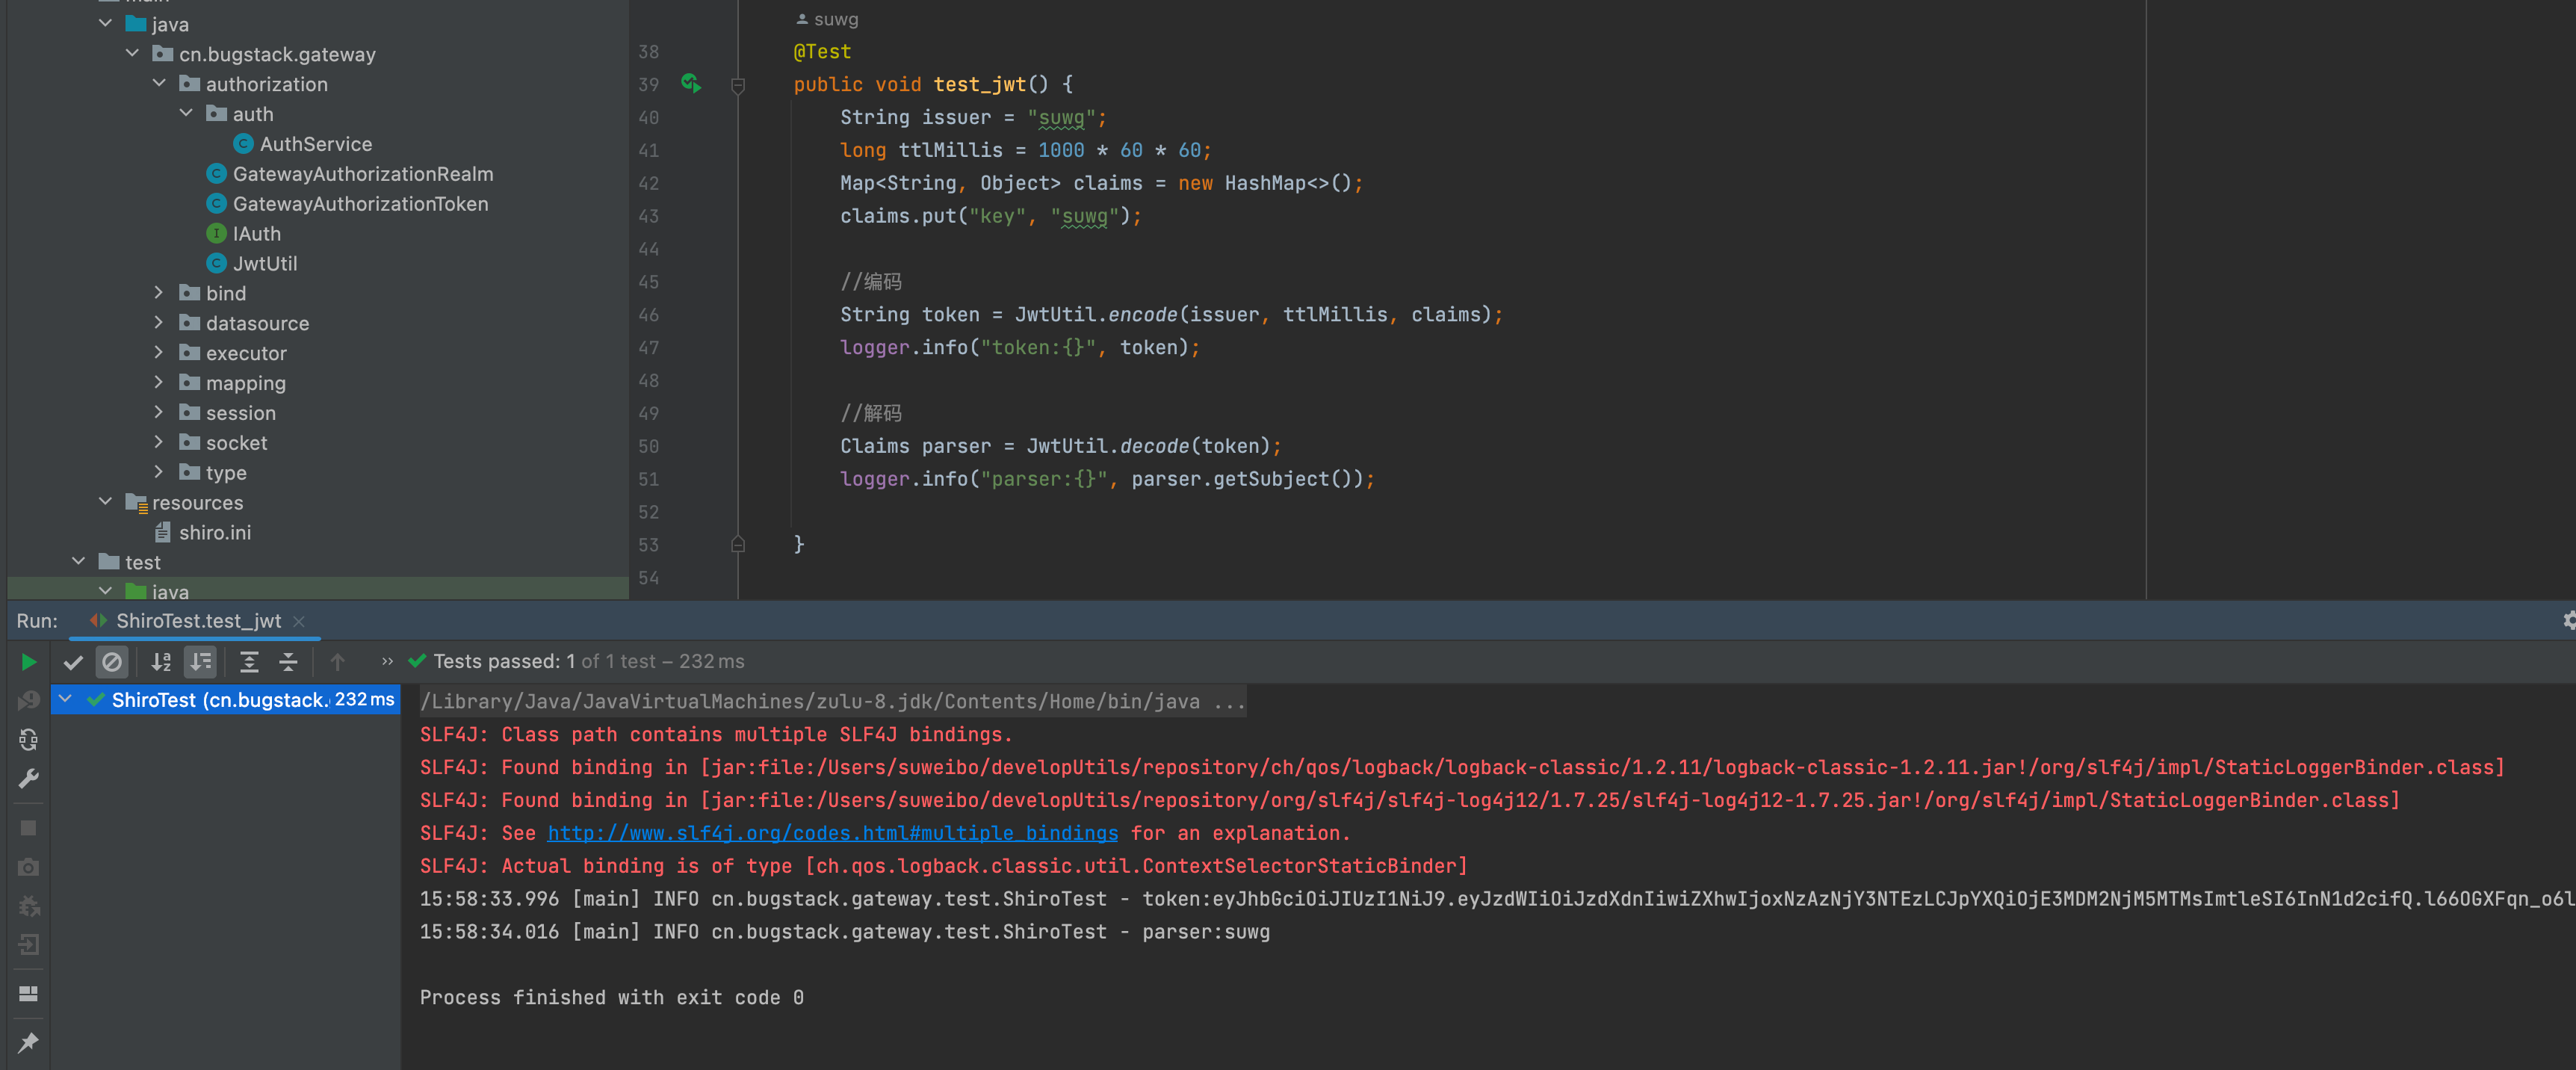 main
java
cn.bugstack.gateway
authorization
auth
AuthService
GatewayAuthorizationRealm
GatewayAuthorizationToken
IAuth
JwtUtil
bind
datasource
executor
mapping
session
socket
type
resources
shiro.ini
test
java
suwg
38 @Test
39 public void test_jwt() {
40 String issuer = "suwg";
41 long ttlMillis = 1000 * 60 * 60;
42 Map<String, Object> claims = new HashMap<>();
43 claims.put("key", "suwg");
44
45 //编码
46 String token = JwtUtil.encode(issuer, ttlMillis, claims);
47 logger.info("token:{}", token);
48
49 //解码
50 Claims parser = JwtUtil.decode(token);
51 logger.info("parser:{}", parser.getSubject());
52
53 }
54
Run: ShiroTest.test_jwt
Tests passed: 1 of 1 test – 232 ms
ShiroTest (cn.bugstack. 232 ms
/Library/Java/JavaVirtualMachines/zulu-8.jdk/Contents/Home/bin/java ...
SLF4J: Class path contains multiple SLF4J bindings.
SLF4J: Found binding in [jar:file:/Users/suweibo/developUtils/repository/ch/qos/logback/logback-classic/1.2.11/logback-classic-1.2.11.jar!/org/slf4j/impl/StaticLoggerBinder.class]
SLF4J: Found binding in [jar:file:/Users/suweibo/developUtils/repository/org/slf4j/slf4j-log4j12/1.7.25/slf4j-log4j12-1.7.25.jar!/org/slf4j/impl/StaticLoggerBinder.class]
SLF4J: See http://www.slf4j.org/codes.html#multiple_bindings for an explanation.
SLF4J: Actual binding is of type [ch.qos.logback.classic.util.ContextSelectorStaticBinder]
15:58:33.996 [main] INFO cn.bugstack.gateway.test.ShiroTest - token:eyJhbGciOiJIUzI1NiJ9.eyJzdWIiOiJzdXdnIiwiZXhwIjoxNzAzNjY3NTEzLCJpYXQiOjE3MDM2NjM5MTMsImtleSI6InN1d2cifQ.l66OGXFqn_o6l
15:58:34.016 [main] INFO cn.bugstack.gateway.test.ShiroTest - parser:suwg
Process finished with exit code 0